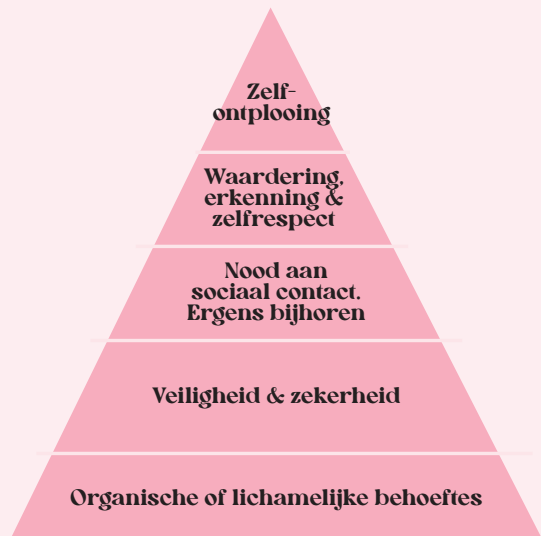 Zelf-
ontplooing
Waardering,
erkenning &
zelfrespect
Nood aan
sociaal contact.
Ergens bijhoren
Veiligheid & zekerheid
Organische of lichamelijke behoeftes